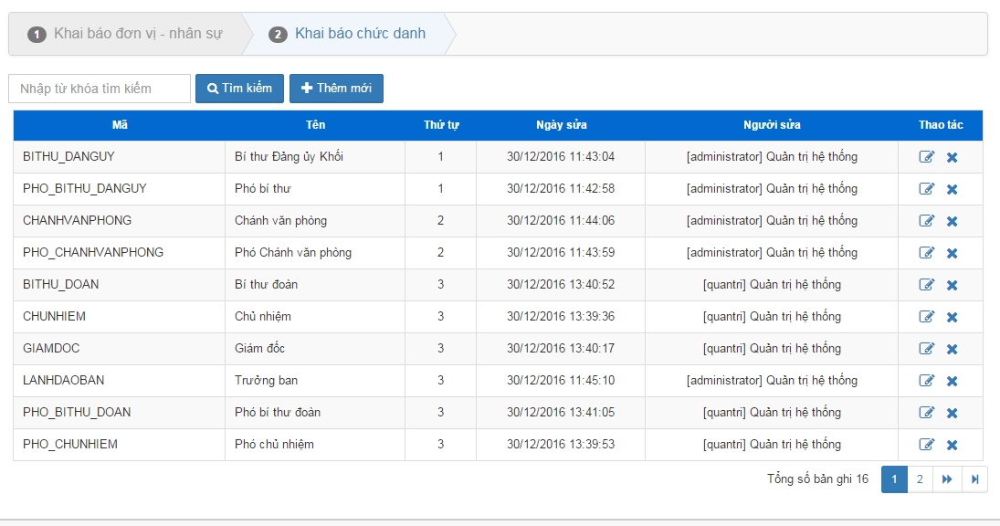 1 Khai báo đơn vị - nhân sự 2 Khai báo chức danh
Nhập từ khóa tìm kiếm Tìm kiếm Thêm mới
Mã Tên Thứ tự Ngày sửa Người sửa Thao tác
BITHU_DANGUY Bí thư Đảng ủy Khối 1 30/12/2016 11:43:04 [administrator] Quản trị hệ thống
PHO_BITHU_DANGUY Phó bí thư 1 30/12/2016 11:42:58 [administrator] Quản trị hệ thống
CHANHVANPHONG Chánh văn phòng 2 30/12/2016 11:44:06 [administrator] Quản trị hệ thống
PHO_CHANHVANPHONG Phó Chánh văn phòng 2 30/12/2016 11:43:59 [administrator] Quản trị hệ thống
BITHU_DOAN Bí thư đoàn 3 30/12/2016 13:40:52 [quantri] Quản trị hệ thống
CHUNHIEM Chủ nhiệm 3 30/12/2016 13:39:36 [quantri] Quản trị hệ thống
GIAMDOC Giám đốc 3 30/12/2016 13:40:17 [quantri] Quản trị hệ thống
LANHDAOBAN Trưởng ban 3 30/12/2016 11:45:10 [administrator] Quản trị hệ thống
PHO_BITHU_DOAN Phó bí thư đoàn 3 30/12/2016 13:41:05 [quantri] Quản trị hệ thống
PHO_CHUNHIEM Phó chủ nhiệm 3 30/12/2016 13:39:53 [quantri] Quản trị hệ thống
Tổng số bản ghi 16 1 2